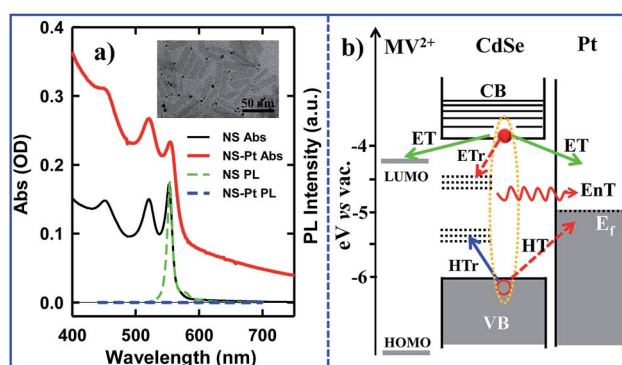 a)
50 nm
NS Abs
NS-Pt Abs
NS PL
NS-Pt PL
0.4
0.3
0.2
0.1
0.0
Abs (OD)
PL Intensity (a.u.)
400 500 600 700
Wavelength (nm)
b)
MV2+ CdSe Pt
CB
-4
-5
-6
eV vs vac.
ET
ETr
ET
LUMO
EnT
HT
Ef
HTr
VB
HOMO